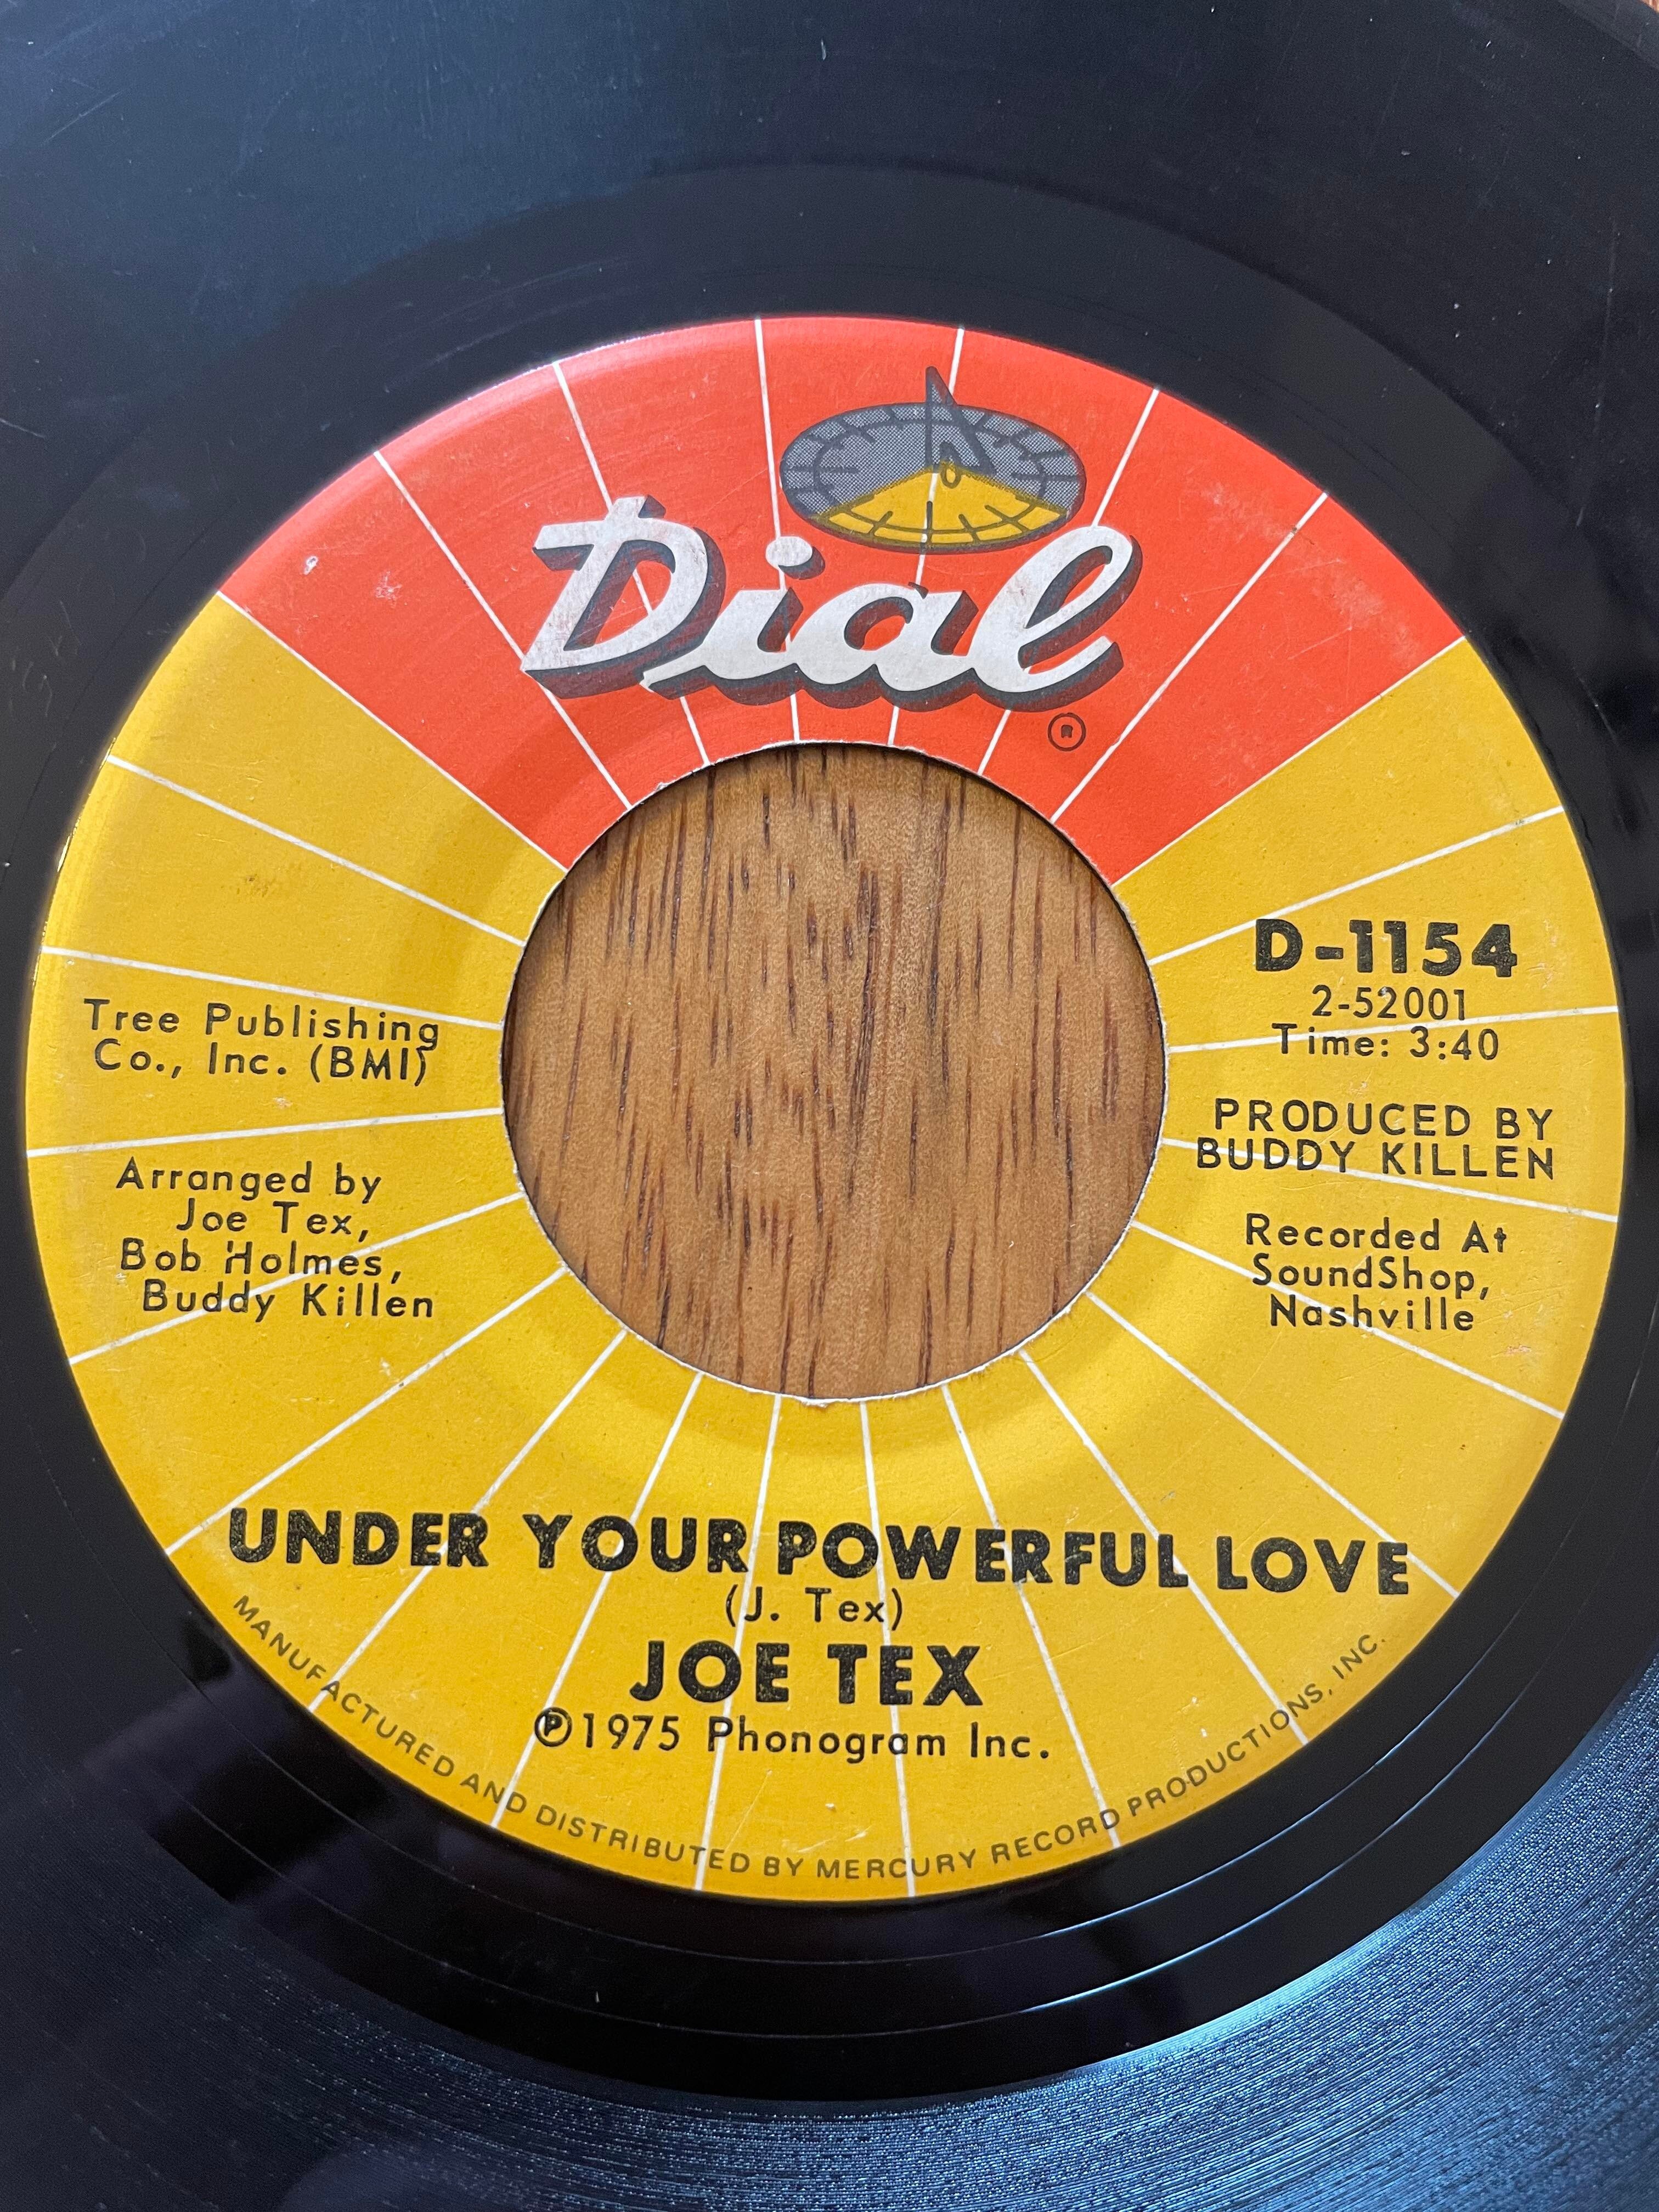 Dial
®
D-1154
2-52001
Time: 3:40
PRODUCED BY
BUDDY KILLEN
Recorded At
SoundShop,
Nashville
Tree Publishing
Co., Inc. (BMI)
Arranged by
Joe Tex,
Bob Holmes,
Buddy Killen
UNDER YOUR POWERFUL LOVE
(J. Tex)
JOE TEX
℗1975 Phonogram Inc.
MANUFACTURED AND DISTRIBUTED BY MERCURY RECORD PRODUCTIONS, INC.